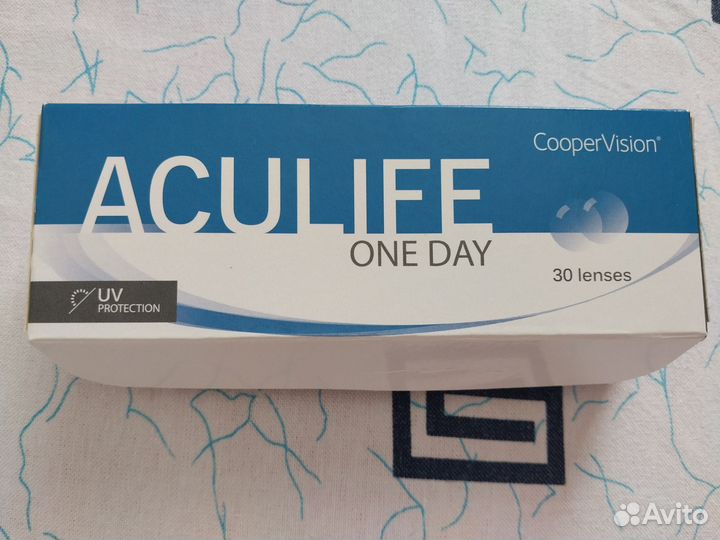 CooperVision®
ACULIFE
ONE DAY
30 lenses
UV
PROTECTION
Avito